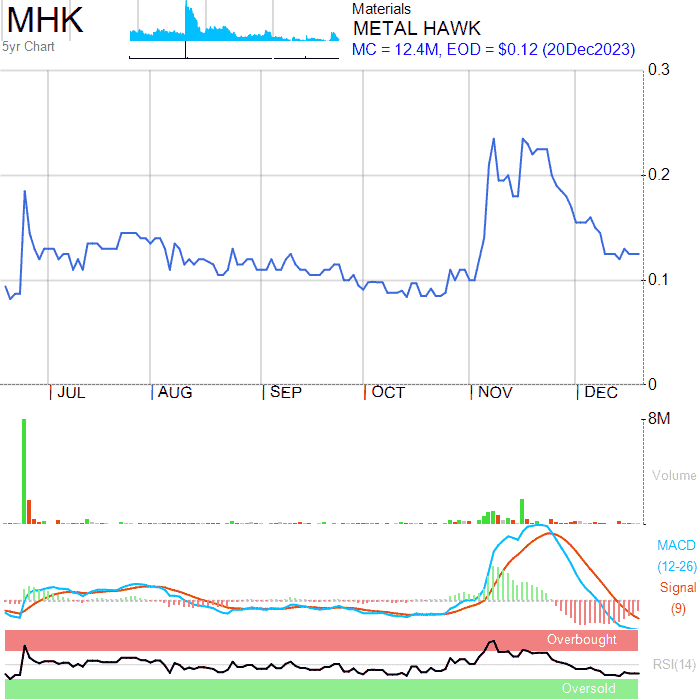 MHK
5yr Chart
Materials
METAL HAWK
MC = 12.4M, EOD = $0.12 (20Dec2023)
0.3
0.2
0.1
0
JUL AUG SEP OCT NOV DEC
8M
Volume
MACD
(12-26)
Signal
(9)
Overbought
RSI(14)
Oversold